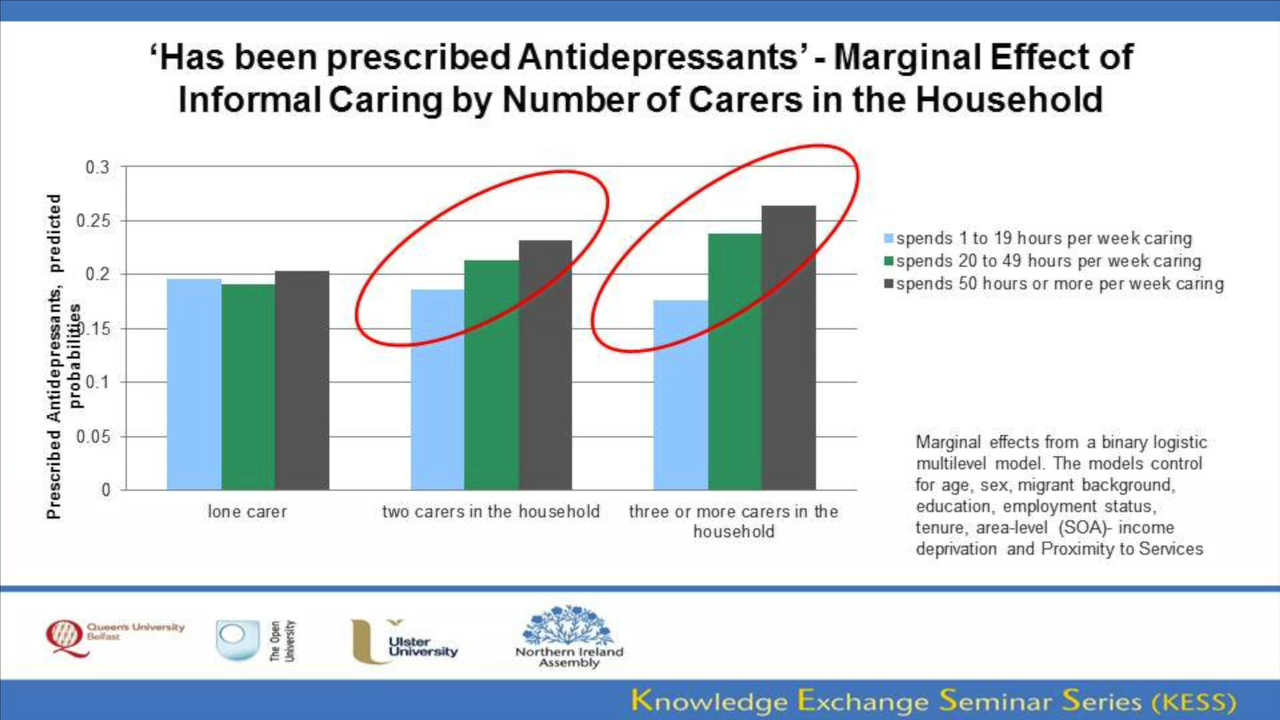 ‘Has been prescribed Antidepressants’ - Marginal Effect of
Informal Caring by Number of Carers in the Household
Prescribed Antidepressants, predicted
probabilities
0.3
0.25
0.2
0.15
0.1
0.05
0
lone carer
two carers in the household
three or more carers in the
household
spends 1 to 19 hours per week caring
spends 20 to 49 hours per week caring
spends 50 hours or more per week caring
Marginal effects from a binary logistic
multilevel model. The models control
for age, sex, migrant background,
education, employment status,
tenure, area-level (SOA)- income
deprivation and Proximity to Services
Queen's University
Belfast
The Open
University
Ulster
University
Northern Ireland
Assembly
Knowledge Exchange Seminar Series (KESS)